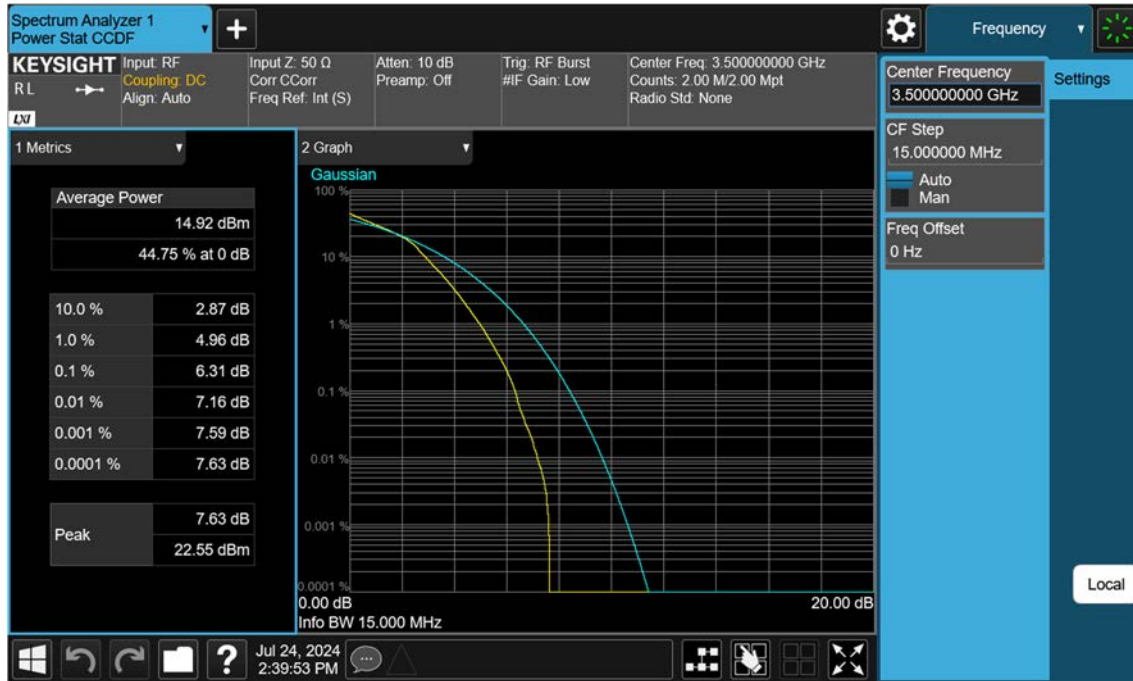 Spectrum Analyzer 1
Power Stat CCDF
+
Frequency
KEYSIGHT
R L
LXI
Input: RF
Coupling: DC
Align: Auto
Input Z: 50 Ω
Corr CCorr
Freq Ref: Int (S)
Atten: 10 dB
Preamp: Off
Trig: RF Burst
#IF Gain: Low
Center Freq: 3.500000000 GHz
Counts: 2.00 M/2.00 Mpt
Radio Std: None
Center Frequency
3.500000000 GHz
Settings
CF Step
15.000000 MHz
Auto
Man
Freq Offset
0 Hz
1 Metrics
Average Power
14.92 dBm
44.75 % at 0 dB
10.0 % 2.87 dB
1.0 % 4.96 dB
0.1 % 6.31 dB
0.01 % 7.16 dB
0.001 % 7.59 dB
0.0001 % 7.63 dB
Peak
7.63 dB
22.55 dBm
2 Graph
Gaussian
100 %
10 %
1 %
0.1 %
0.01 %
0.001 %
0.0001 %
0.00 dB 20.00 dB
Info BW 15.000 MHz
Local
?
Jul 24, 2024
2:39:53 PM